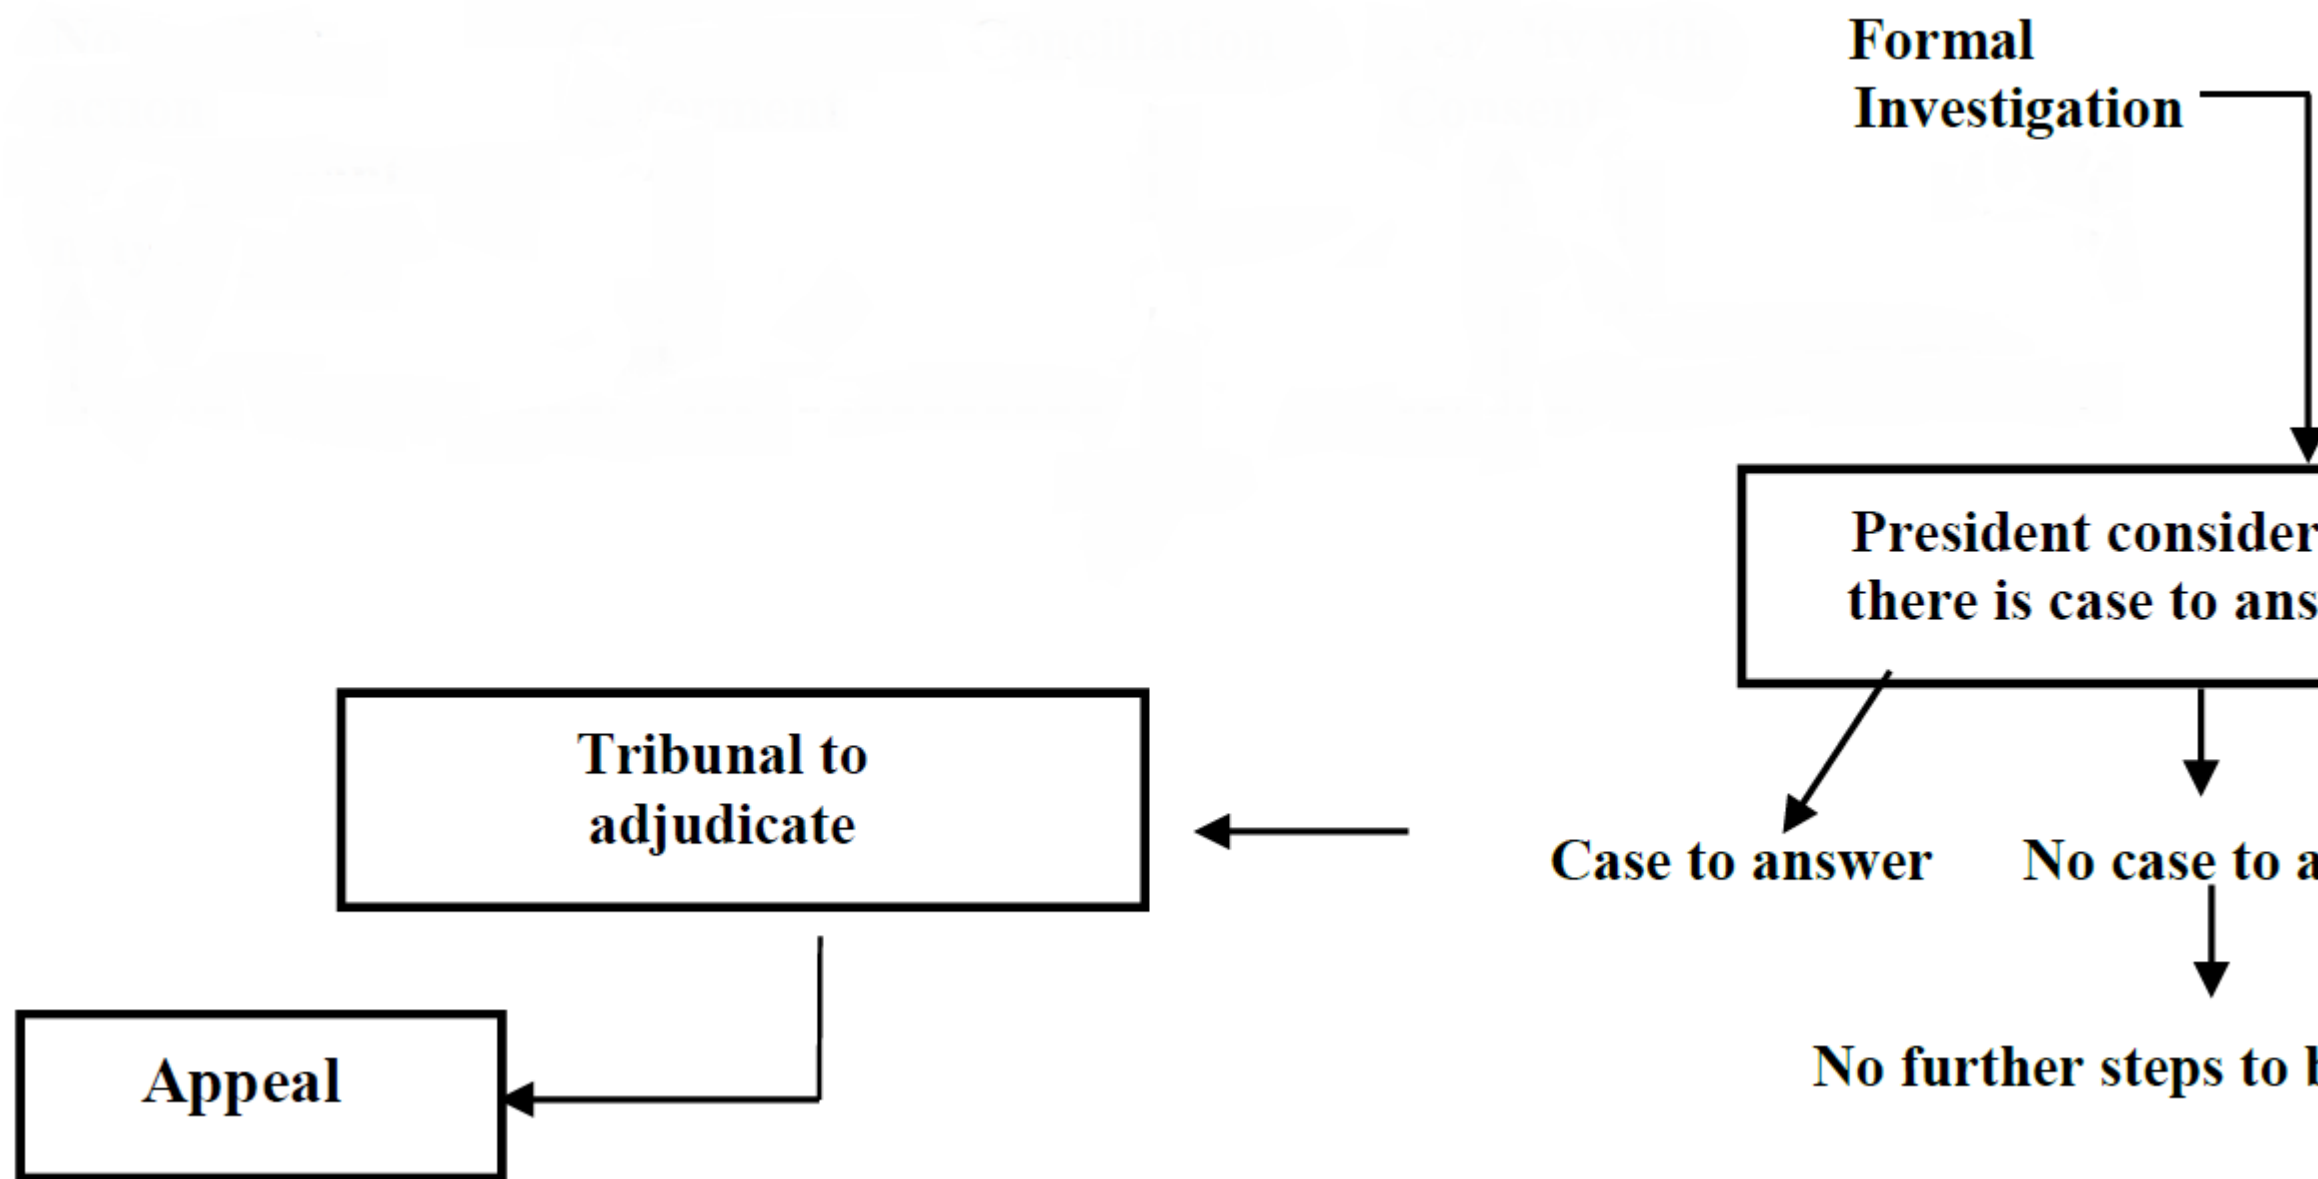 Formal
Investigation
President consider
there is case to ans
Tribunal to
adjudicate
Case to answer
No case to a
No further steps to b
Appeal